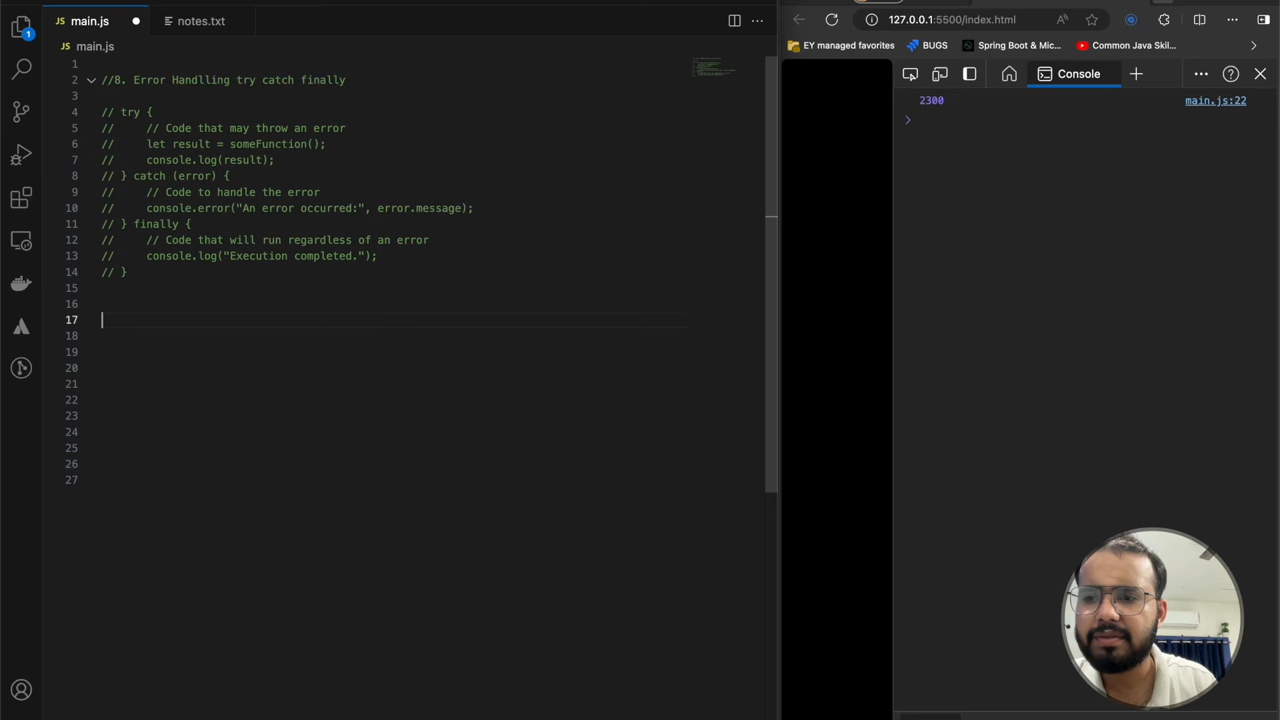 JS main.js
notes.txt
127.0.0.1:5500/index.html
JS main.js
EY managed favorites
BUGS
Spring Boot & Mic...
Common Java Skil...
1
Console
1
2 //8. Error Handlling try catch finally
3
4 // try {
5 //     // Code that may throw an error
6 //     let result = someFunction();
7 //     console.log(result);
8 // } catch (error) {
9 //     // Code to handle the error
10 //     console.error("An error occurred:", error.message);
11 // } finally {
12 //     // Code that will run regardless of an error
13 //     console.log("Execution completed.");
14 // }
15
16
17
18
19
20
21
22
23
24
25
26
27
2300 main.js:22